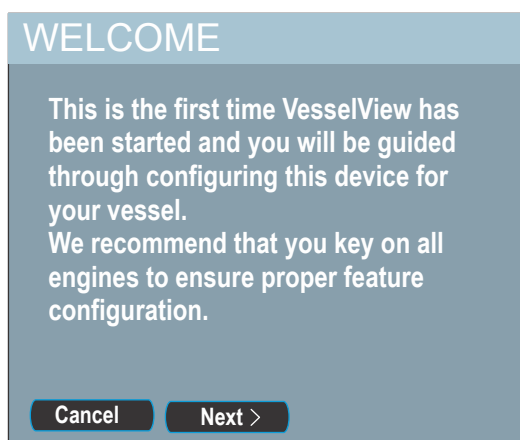 WELCOME
This is the first time VesselView has
been started and you will be guided
through configuring this device for
your vessel.
We recommend that you key on all
engines to ensure proper feature
configuration.
Cancel
Next >